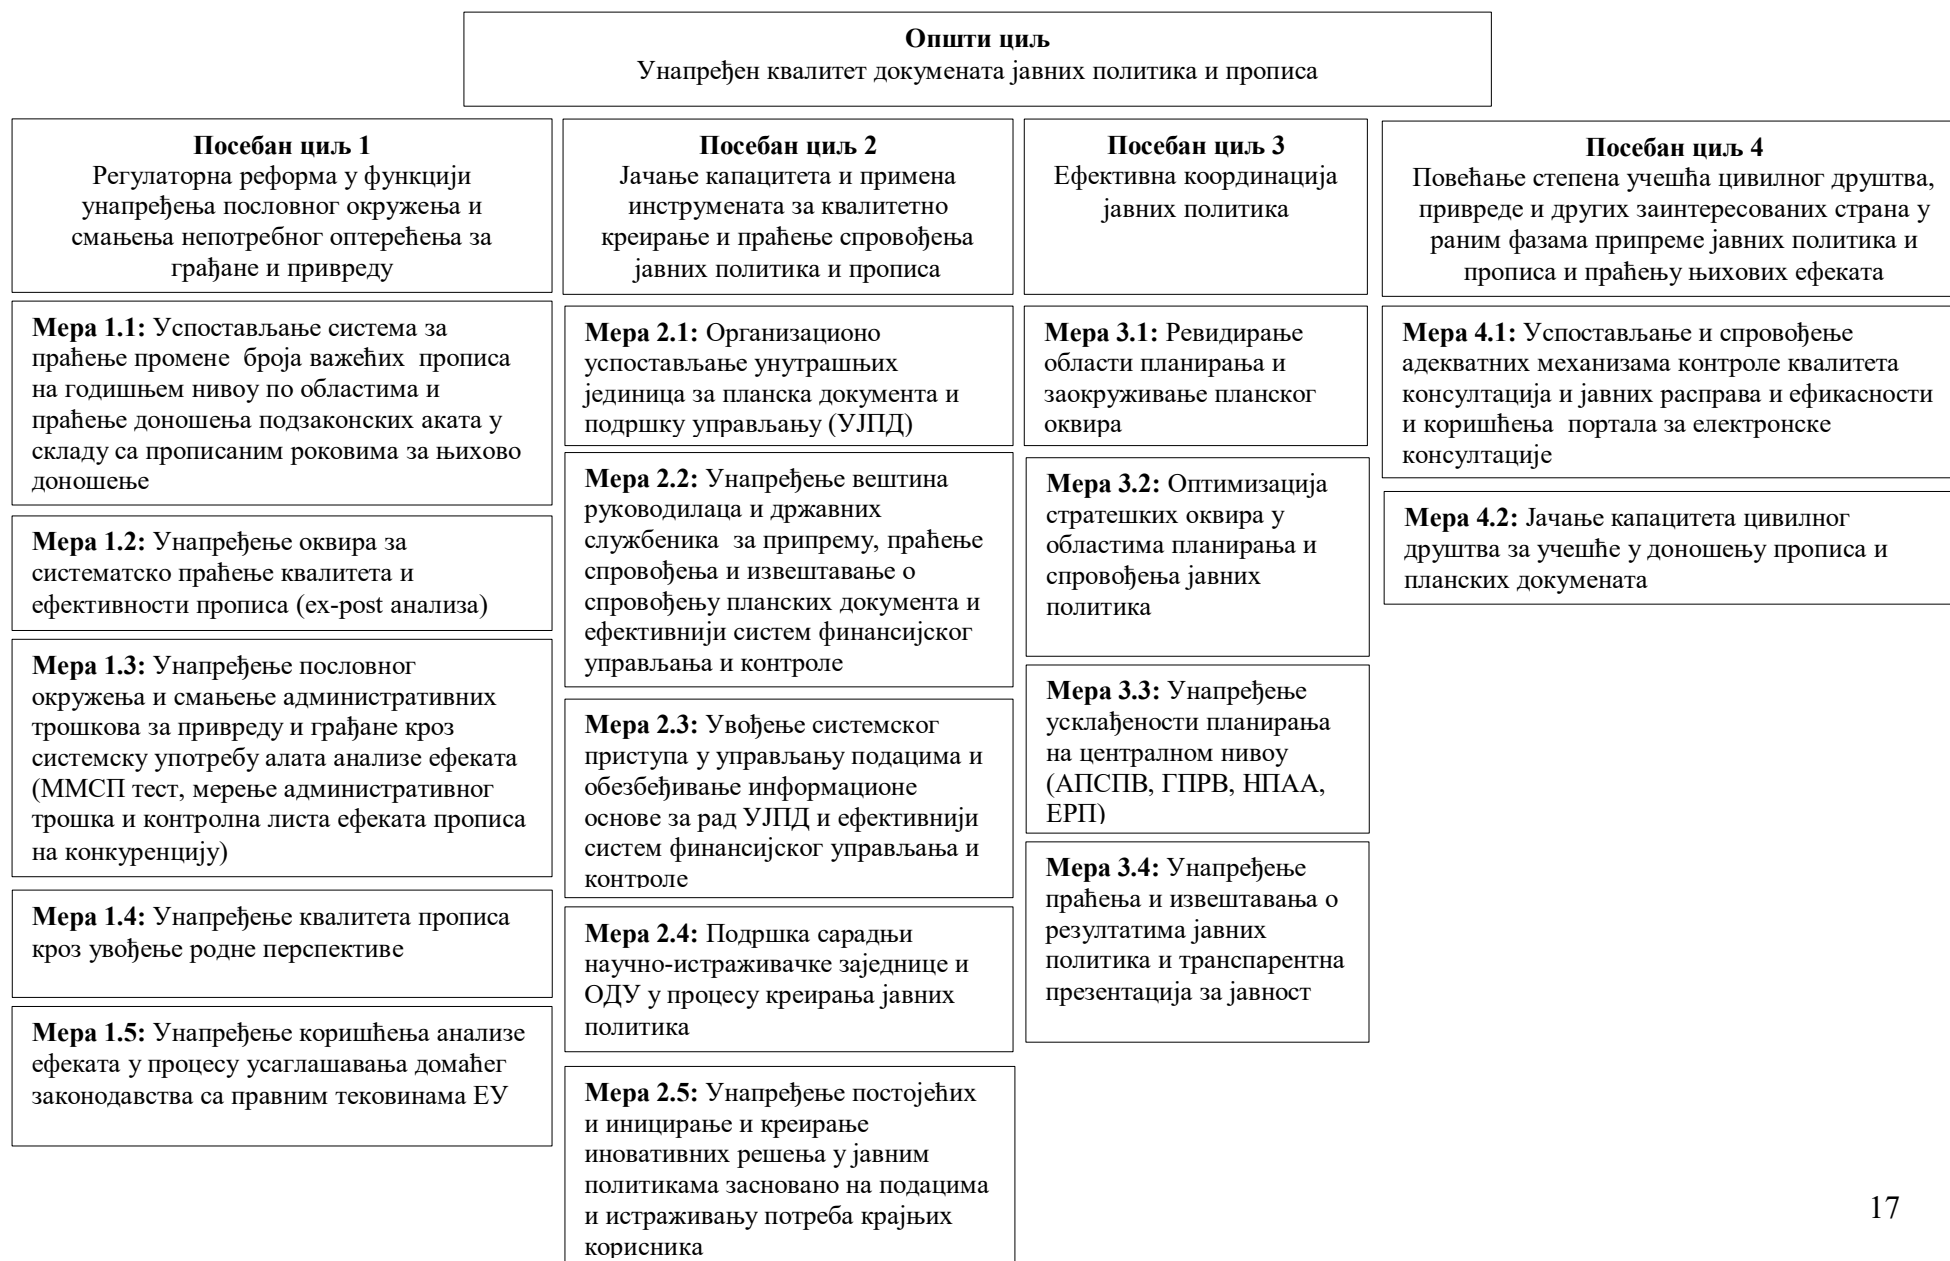 Општи циљ
Унапређен квалитет докумената јавних политика и прописа
Посебан циљ 1
Регулаторна реформа у функцији
унапређења пословног окружења и
смањења непотребног оптерећења за
грађане и привреду
Мера 1.1: Успостављање система за
праћење промене броја важећих прописа
на годишњем нивоу по областима и
праћење доношења подзаконских аката у
складу са прописаним роковима за њихово
доношење
Мера 1.2: Унапређење оквира за
систематско праћење квалитета и
ефективности прописа (ex-post анализа)
Мера 1.3: Унапређење пословног
окружења и смањење административних
трошкова за привреду и грађане кроз
системску употребу алата анализе ефеката
(ММСП тест, мерење административног
трошка и контролна листа ефеката прописа
на конкуренцију)
Мера 1.4: Унапређење квалитета прописа
кроз увођење родне перспективе
Мера 1.5: Унапређење коришћења анализе
ефеката у процесу усаглашавања домаћег
законодавства са правним тековинама ЕУ
Посебан циљ 2
Јачање капацитета и примена
инструмената за квалитетно
креирање и праћење спровођења
јавних политика и прописа
Мера 2.1: Организационо
успостављање унутрашњих
јединица за планска документа и
подршку управљању (УЈПД)
Мера 2.2: Унапређење вештина
руководилаца и државних
службеника за припрему, праћење
спровођења и извештавање о
спровођењу планских документа и
ефективнији систем финансијског
управљања и контроле
Мера 2.3: Увођење системског
приступа у управљању подацима и
обезбеђивање информационе
основе за рад УЈПД и ефективнији
систем финансијског управљања и
контроле
Мера 2.4: Подршка сарадњи
научно-истраживачке заједнице и
ОДУ у процесу креирања јавних
политика
Мера 2.5: Унапређење постојећих
и иницирање и креирање
иновативних решења у јавним
политикама засновано на подацима
и истраживању потреба крајњих
корисника
Посебан циљ 3
Ефективна координација
јавних политика
Мера 3.1: Ревидирање
области планирања и
заокруживање планског
оквира
Мера 3.2: Оптимизација
стратешких оквира у
областима планирања и
спровођења јавних
политика
Мера 3.3: Унапређење
усклађености планирања
на централном нивоу
(АПСПВ, ГПРВ, НПАА,
ЕРП)
Мера 3.4: Унапређење
праћења и извештавања о
резултатима јавних
политика и транспарентна
презентација за јавност
Посебан циљ 4
Повећање степена учешћа цивилног друштва,
привреде и других заинтересованих страна у
раним фазама припреме јавних политика и
прописа и праћењу њихових ефеката
Мера 4.1: Успостављање и спровођење
адекватних механизама контроле квалитета
консултација и јавних расправа и ефикасности
и коришћења портала за електронске
консултације
Мера 4.2: Јачање капацитета цивилног
друштва за учешће у доношењу прописа и
планских докумената
17